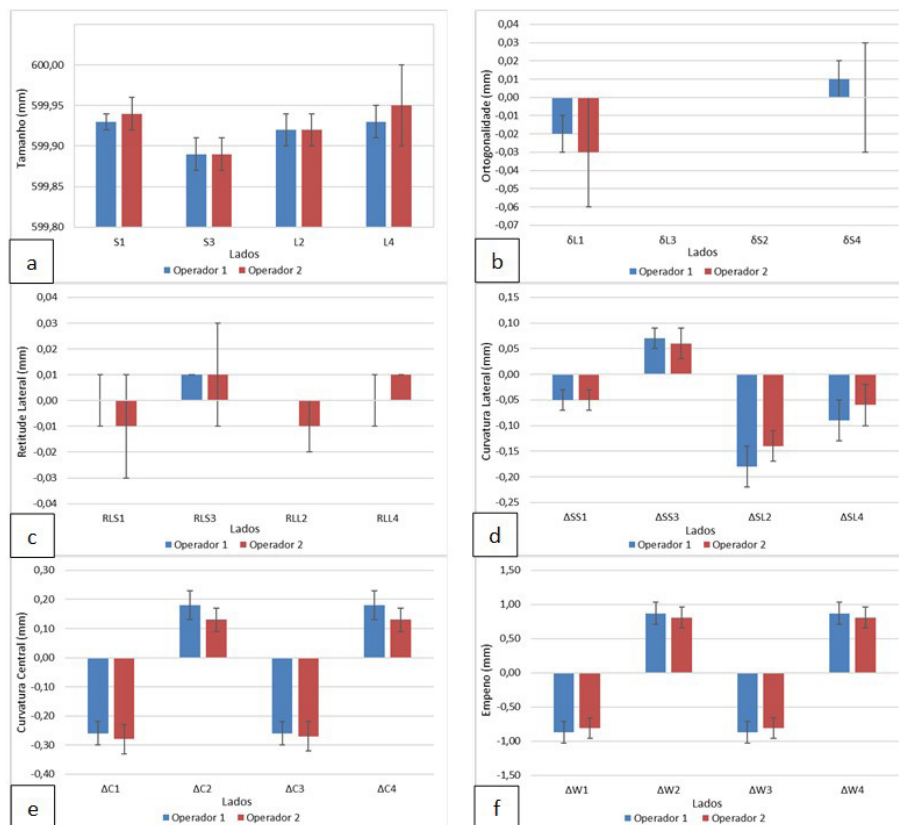 600,00
599,95
599,90
599,85
599,80
Tamanho (mm)
S1 S3 L2 L4
Lados
Operador 1 Operador 2
a
0,04
0,03
0,02
0,01
0,00
-0,01
-0,02
-0,03
-0,04
-0,05
-0,06
-0,07
Ortogonalidade (mm)
δL1 δL3 δS2 δS4
Lados
Operador 1 Operador 2
b
0,04
0,03
0,02
0,01
0,00
-0,01
-0,02
-0,03
-0,04
Retitude Lateral (mm)
RLS1 RLS3 RLL2 RLL4
Lados
Operador 1 Operador 2
c
0,15
0,10
0,05
0,00
-0,05
-0,10
-0,15
-0,20
-0,25
Curvatura Lateral (mm)
ΔSS1 ΔSS3 ΔSL2 ΔSL4
Lados
Operador 1 Operador 2
d
0,30
0,20
0,10
0,00
-0,10
-0,20
-0,30
-0,40
Curvatura Central (mm)
ΔC1 ΔC2 ΔC3 ΔC4
Lados
Operador 1 Operador 2
e
1,50
1,00
0,50
0,00
-0,50
-1,00
-1,50
Empeno (mm)
ΔW1 ΔW2 ΔW3 ΔW4
Lados
Operador 1 Operador 2
f